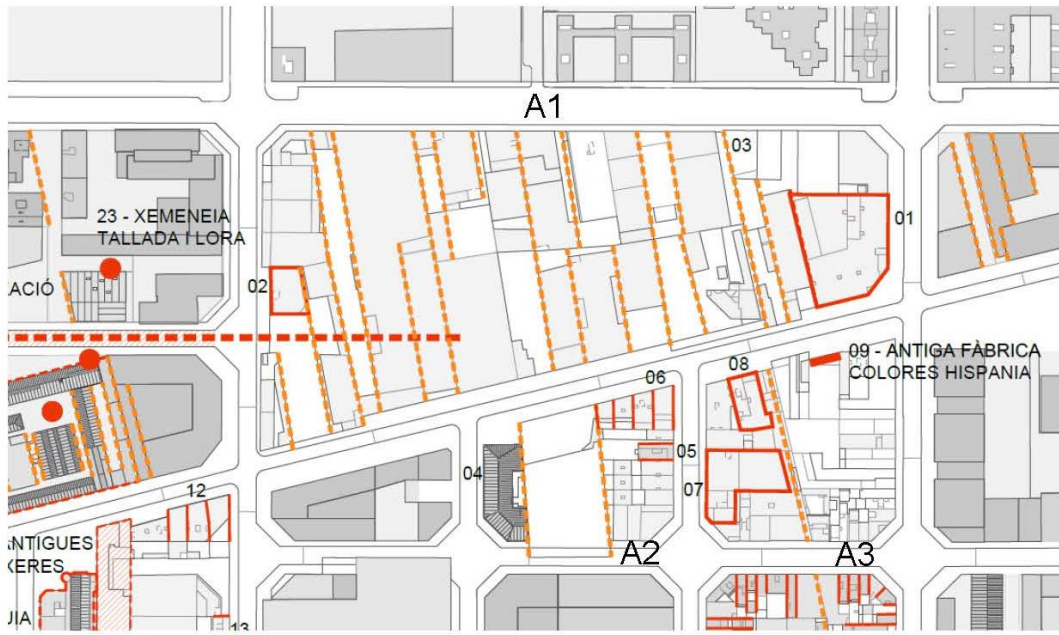 A1
03
23 - XEMENEIA
TALLADA I LORA
01
02
ACIÓ
09 - ANTIGA FÀBRICA
COLORES HISPANIA
08
06
05
04
07
12
ANTIGUES
XERES
A2
A3
UIA
13